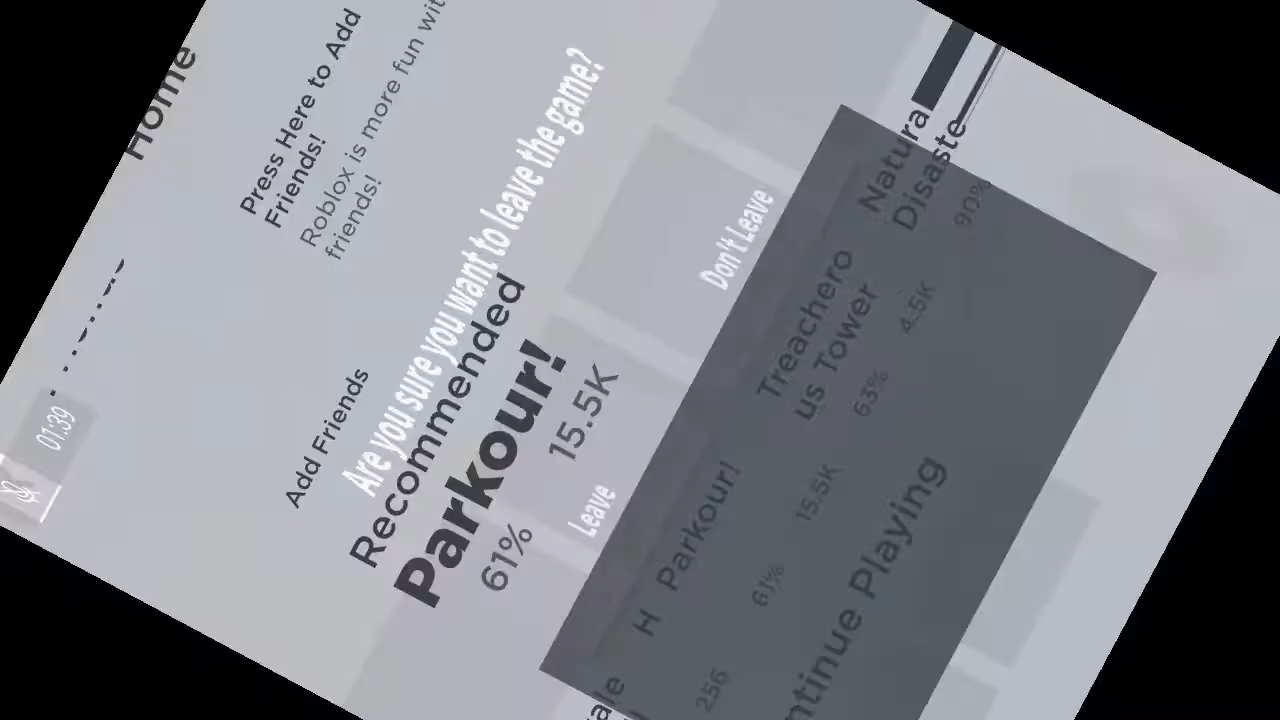 Home
Press Here to Add
Friends!
Roblox is more fun
friends!
01:39
Add Friends
Are you sure you want to leave the game?
Recommended
Parkour!
61% 15.5K
Leave
Don't Leave
Natura
Disaste
90%
Treachero
us Tower
63% 4.5K
H Parkour!
61% 15.5K
256
ntinue Playing